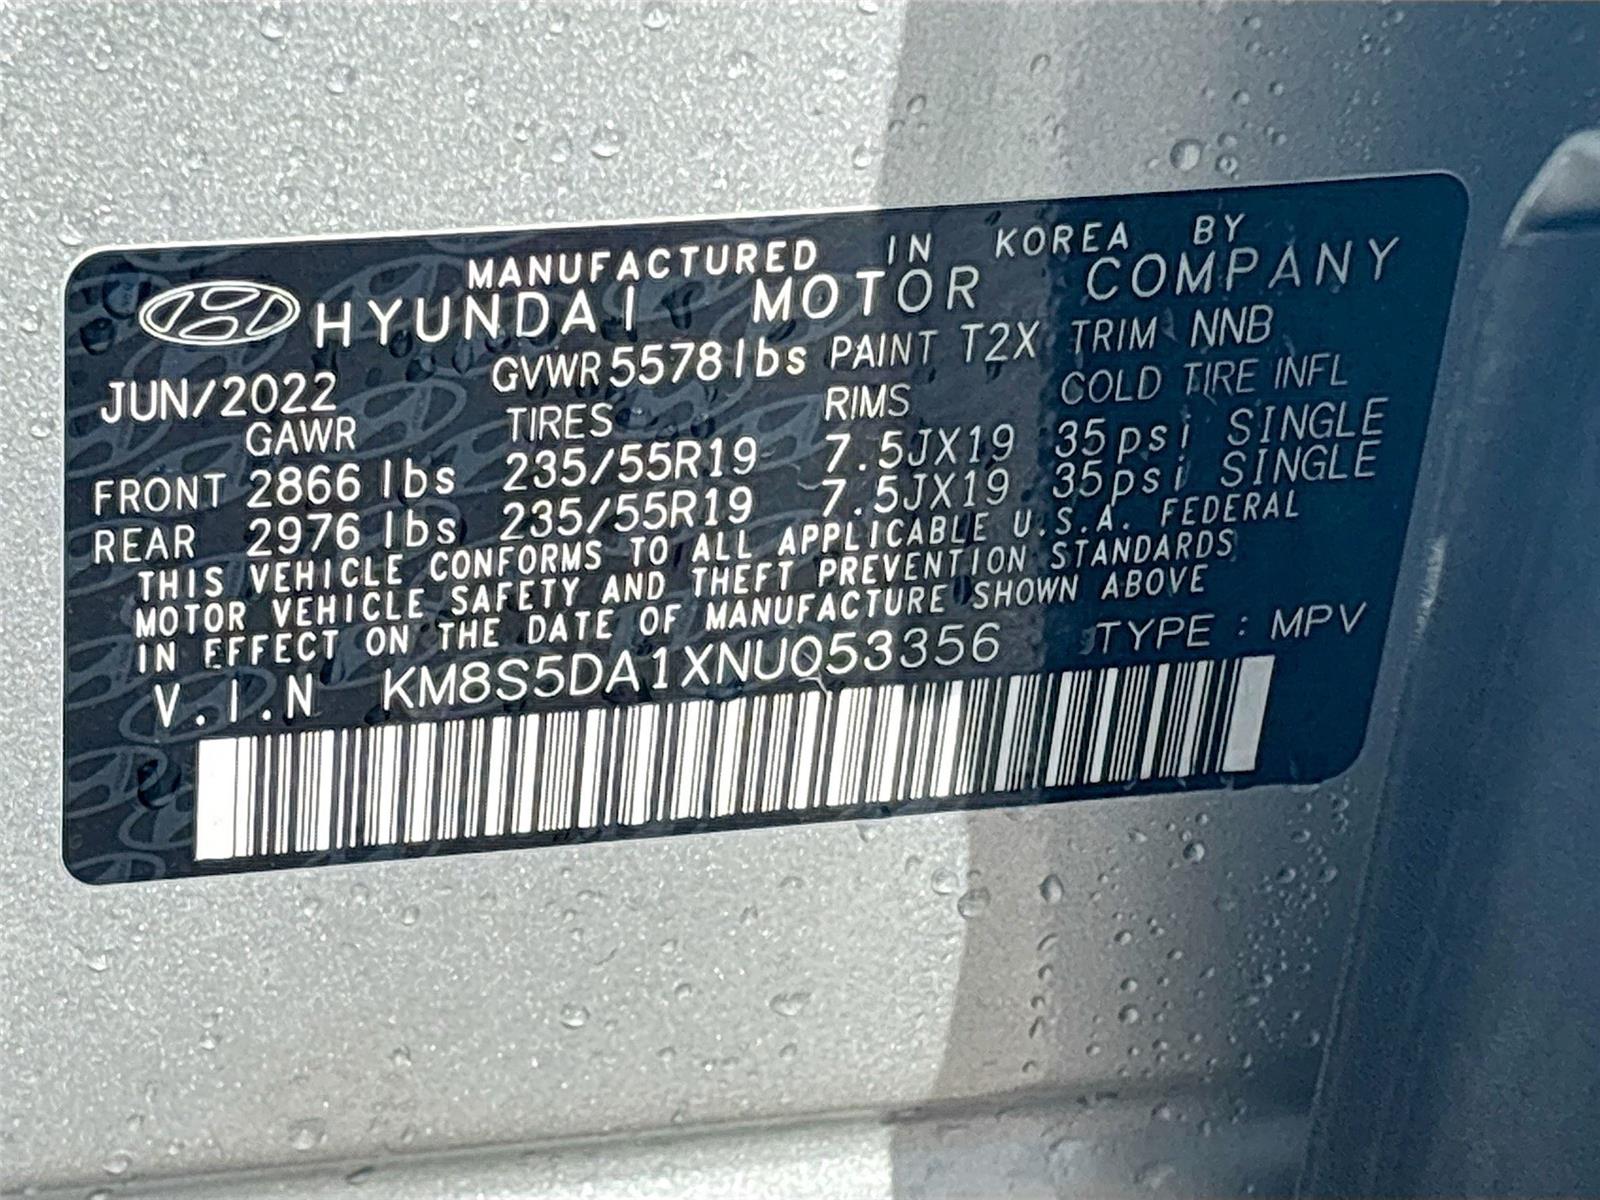 MANUFACTURED IN KOREA BY
HYUNDAI MOTOR COMPANY
JUN/2022 GVWR 5578 lbs PAINT T2X TRIM NNB
GAWR TIRES RIMS COLD TIRE INFL
FRONT 2866 lbs 235/55R19 7.5JX19 35psi SINGLE
REAR 2976 lbs 235/55R19 7.5JX19 35psi SINGLE
THIS VEHICLE CONFORMS TO ALL APPLICABLE U.S.A. FEDERAL
MOTOR VEHICLE SAFETY AND THEFT PREVENTION STANDARDS
IN EFFECT ON THE DATE OF MANUFACTURE SHOWN ABOVE
V.I.N KM8S5DA1XNU053356 TYPE : MPV